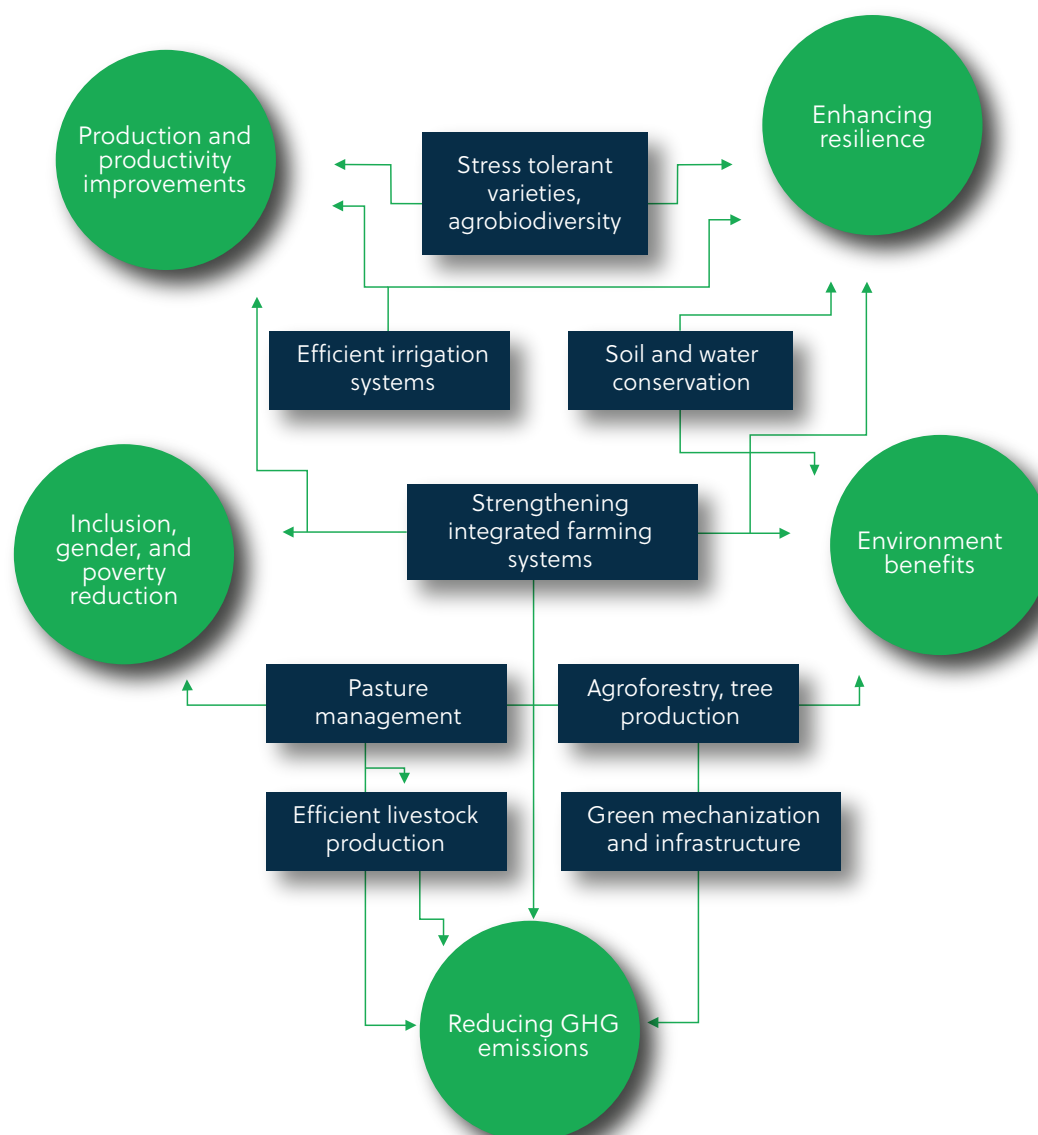 Production and
productivity
improvements
Enhancing
resilience
Stress tolerant
varieties,
agrobiodiversity
Efficient irrigation
systems
Soil and water
conservation
Inclusion,
gender, and
poverty
reduction
Strengthening
integrated farming
systems
Environment
benefits
Pasture
management
Agroforestry, tree
production
Efficient livestock
production
Green mechanization
and infrastructure
Reducing GHG
emissions